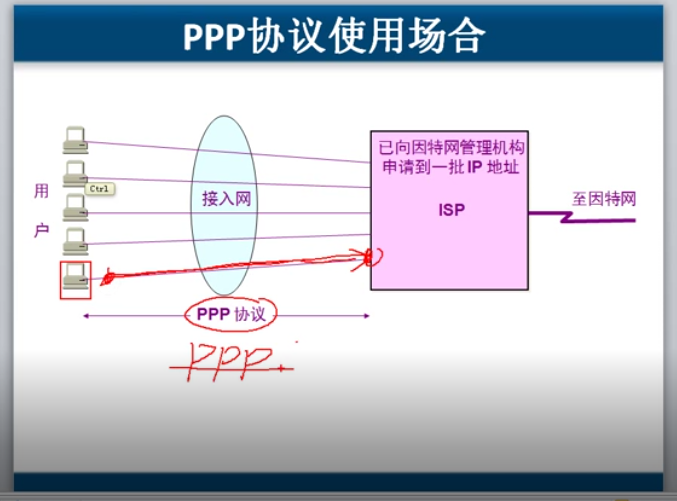 PPP协议使用场合
已向因特网管理机构
申请到一批 IP 地址
用
户
Ctrl
接入网
ISP
至因特网
PPP 协议
PPP